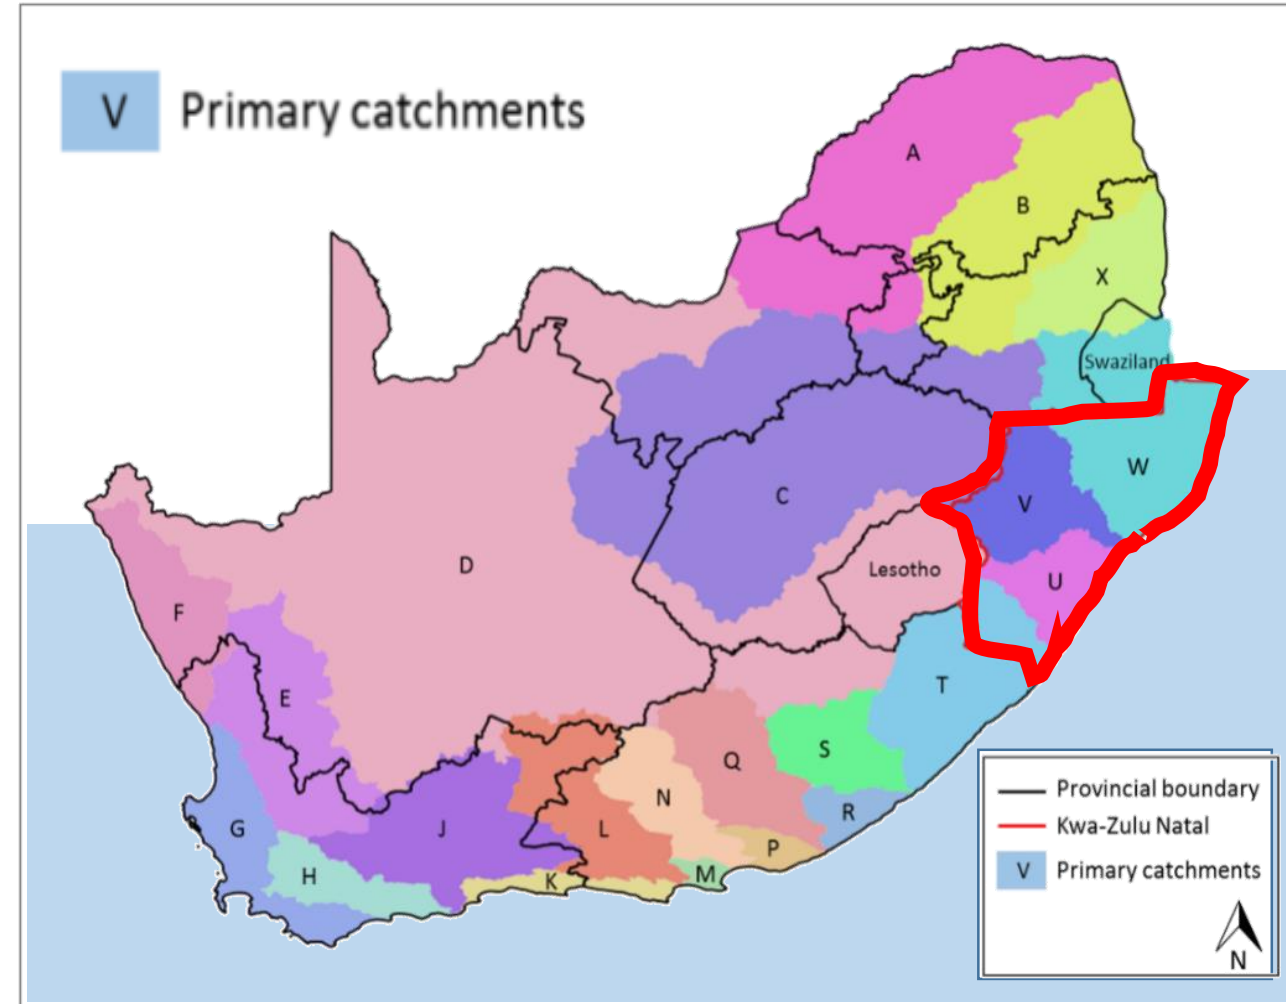 V Primary catchments
A
B
X
Swaziland
W
V
C
D
Lesotho
U
F
E
T
Q
S
N
R
G
J
L
P
H
K
M
Provincial boundary
Kwa-Zulu Natal
V Primary catchments
N